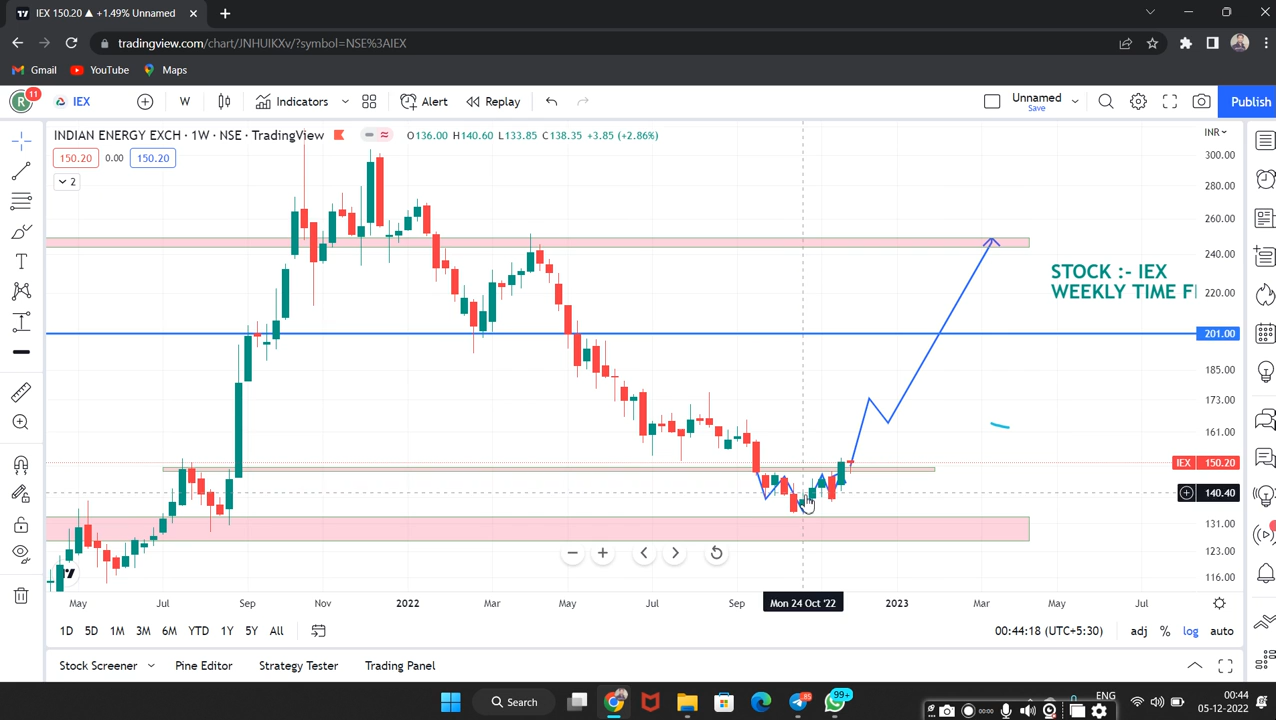 IEX 150.20 ▲ +1.49% Unnamed
tradingview.com/chart/JNHUIKXv/?symbol=NSE%3AIEX
Gmail YouTube Maps
R 11 IEX W Indicators Alert Replay Unnamed Save Publish
INDIAN ENERGY EXCH · 1W · NSE · TradingView O136.00 H140.60 L133.85 C138.35 +3.85 (+2.86%) INR
150.20 0.00 150.20
2
300.00
280.00
260.00
240.00
STOCK :- IEX
WEEKLY TIME F
220.00
201.00
185.00
173.00
161.00
IEX 150.20
140.40
131.00
123.00
116.00
May Jul Sep Nov 2022 Mar May Jul Sep Mon 24 Oct '22 2023 Mar May Jul
1D 5D 1M 3M 6M YTD 1Y 5Y All 00:44:18 (UTC+5:30) adj % log auto
Stock Screener Pine Editor Strategy Tester Trading Panel
Search 85 99+ 00:00 ENG 00:44
05-12-2022